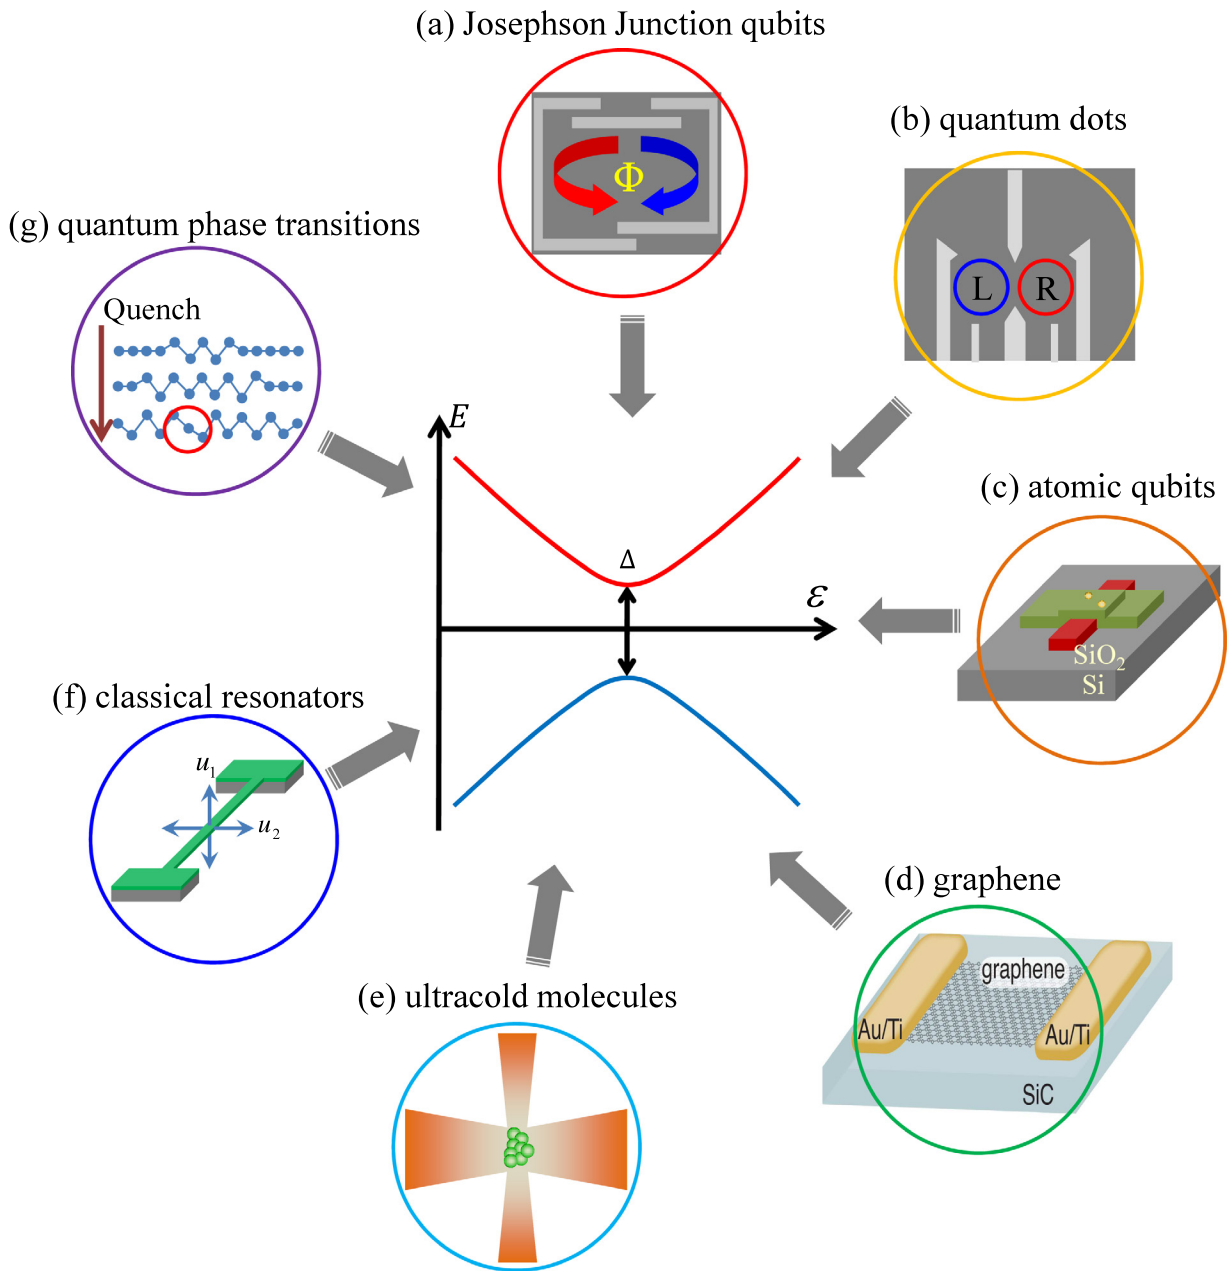 (a) Josephson Junction qubits
Φ
(b) quantum dots
L R
(g) quantum phase transitions
Quench
E
Δ
ε
(c) atomic qubits
SiO₂
Si
(f) classical resonators
u₁
u₂
(d) graphene
graphene
Au/Ti
Au/Ti
SiC
(e) ultracold molecules